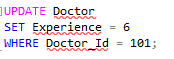 UPDATE Doctor
SET Experience = 6
WHERE Doctor_Id = 101;